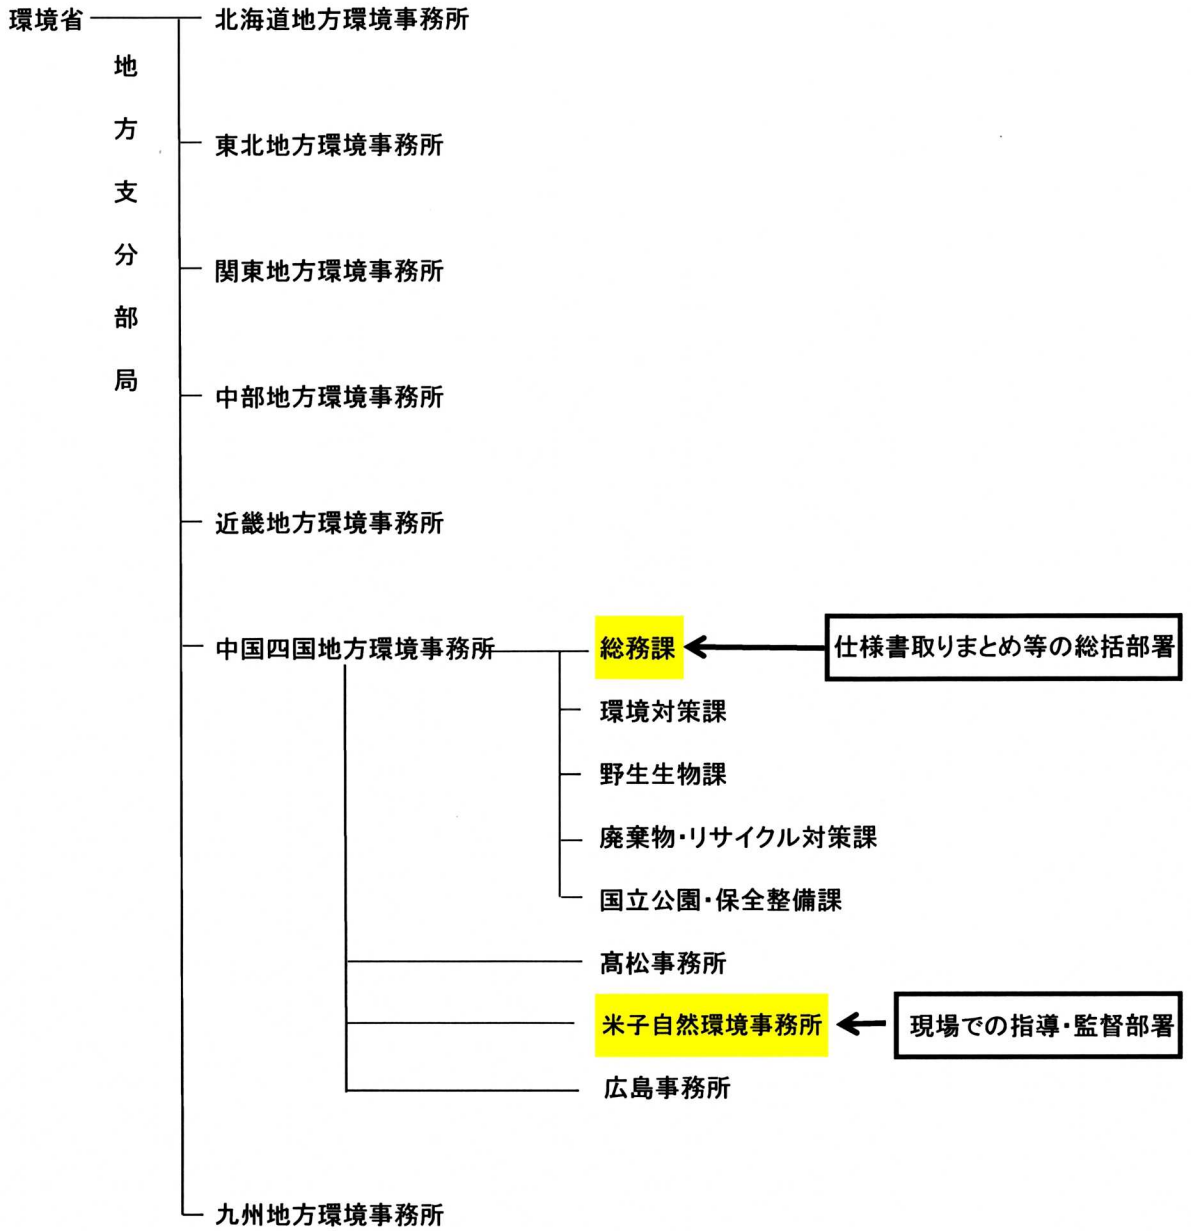 環境省
北海道地方環境事務所
地方支分部局
東北地方環境事務所
関東地方環境事務所
中部地方環境事務所
近畿地方環境事務所
中国四国地方環境事務所
総務課
仕様書取りまとめ等の総括部署
環境対策課
野生生物課
廃棄物・リサイクル対策課
国立公園・保全整備課
髙松事務所
米子自然環境事務所
現場での指導・監督部署
広島事務所
九州地方環境事務所